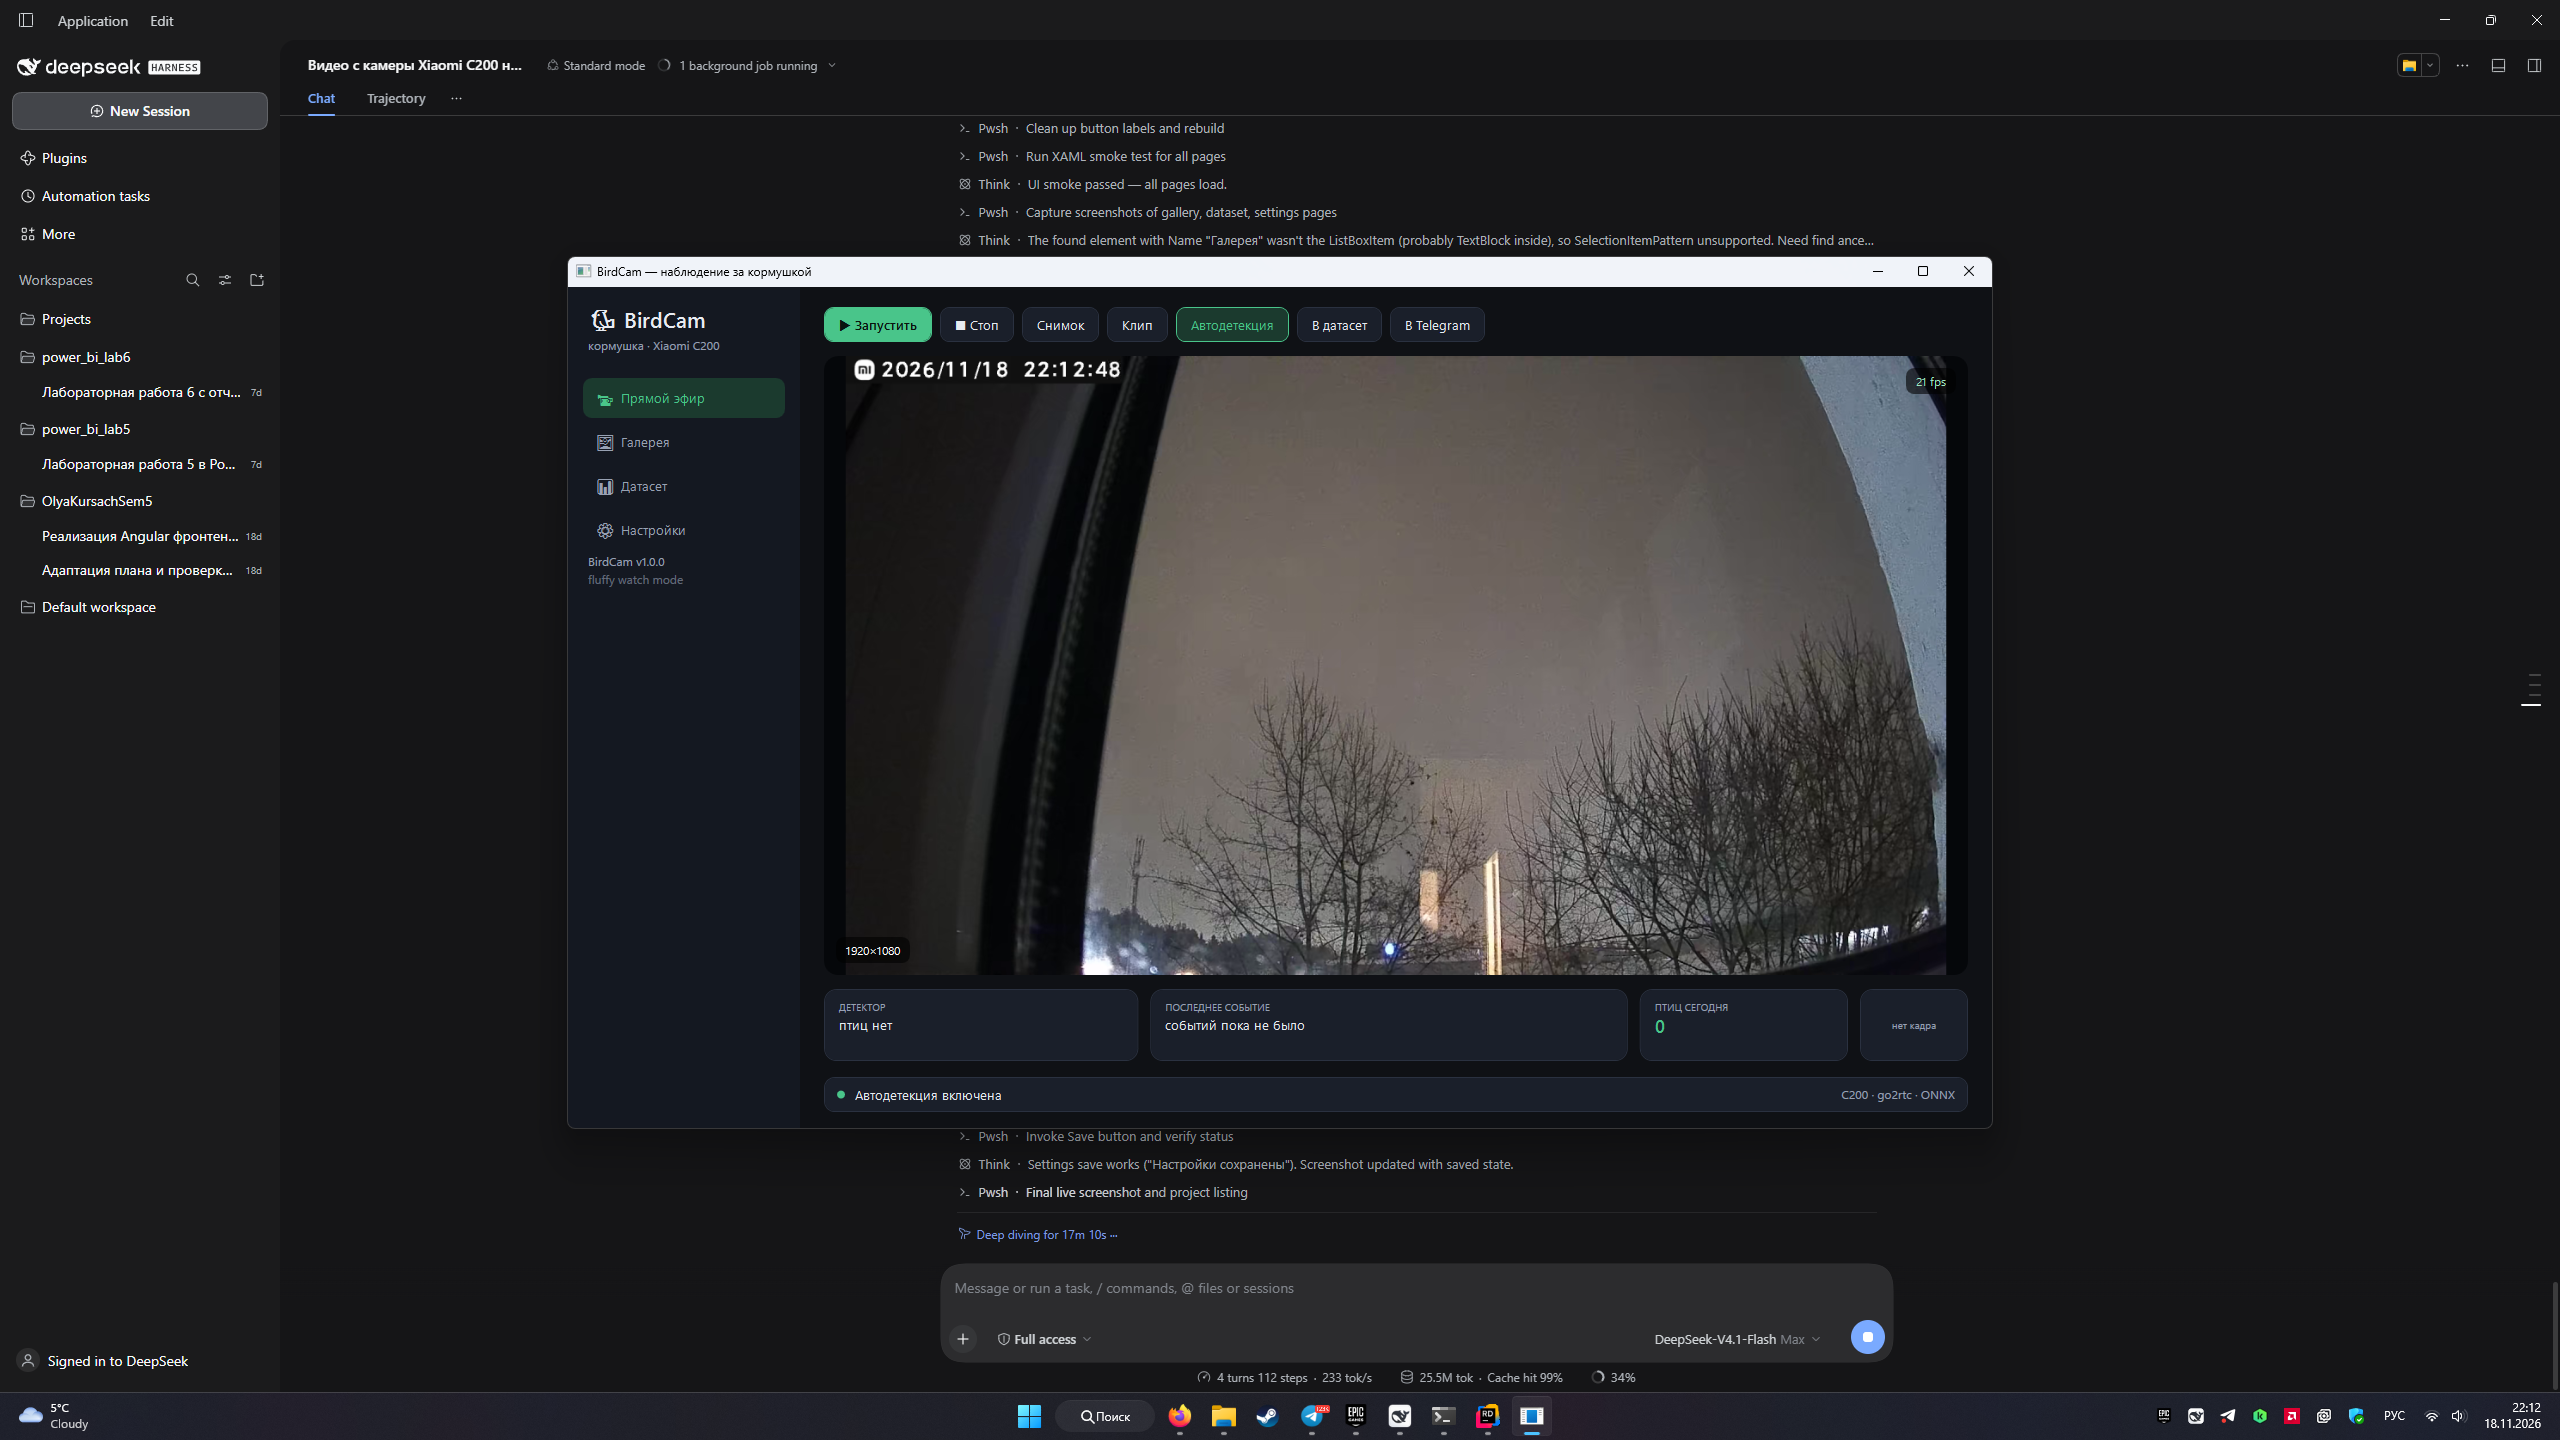 Application Edit
deepseek HARNESS
New Session
Plugins
Automation tasks
More
Workspaces
Projects
power_bi_lab6
Лабораторная работа 6 с отч... 7d
power_bi_lab5
Лабораторная работа 5 в Po... 7d
OlyaKursachSem5
Реализация Angular фронтен... 18d
Адаптация плана и проверк... 18d
Default workspace
Signed in to DeepSeek
Видео с камеры Xiaomi C200 н... Standard mode 1 background job running
Chat Trajectory
Pwsh · Clean up button labels and rebuild
Pwsh · Run XAML smoke test for all pages
Think · UI smoke passed — all pages load.
Pwsh · Capture screenshots of gallery, dataset, settings pages
Think · The found element with Name "Галерея" wasn't the ListBoxItem (probably TextBlock inside), so SelectionItemPattern unsupported. Need find ance...
BirdCam — наблюдение за кормушкой
BirdCam
кормушка · Xiaomi C200
Прямой эфир
Галерея
Датасет
Настройки
BirdCam v1.0.0
fluffy watch mode
Запустить Стоп Снимок Клип Автодетекция В датасет В Telegram
mi 2026/11/18 22:12:48
21 fps
1920×1080
ДЕТЕКТОР
птиц нет
ПОСЛЕДНЕЕ СОБЫТИЕ
событий пока не было
ПТИЦ СЕГОДНЯ
0
нет кадра
Автодетекция включена C200 · go2rtc · ONNX
Pwsh · Invoke Save button and verify status
Think · Settings save works ("Настройки сохранены"). Screenshot updated with saved state.
Pwsh · Final live screenshot and project listing
Deep diving for 17m 10s
Message or run a task, / commands, @ files or sessions
Full access DeepSeek-V4.1-Flash Max
4 turns 112 steps · 233 tok/s 25.5M tok · Cache hit 99% 34%
5°C
Cloudy
Поиск
EPIC GAMES
RD
РУС
22:12
18.11.2026